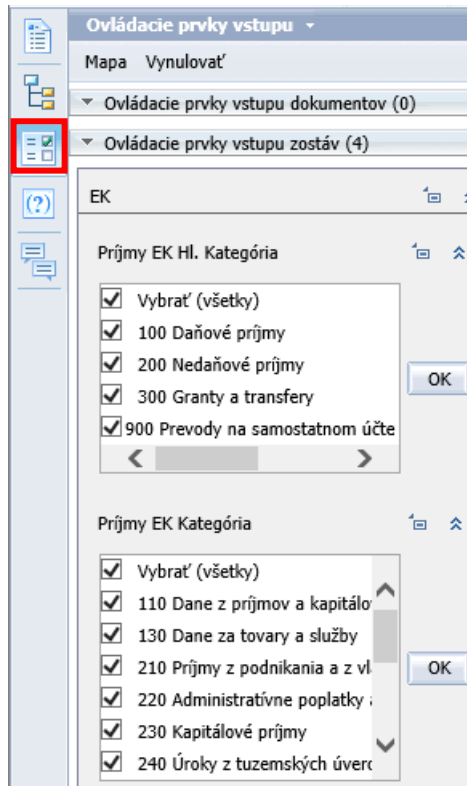 Ovládacie prvky vstupu
Mapa Vynulovať
Ovládacie prvky vstupu dokumentov (0)
Ovládacie prvky vstupu zostáv (4)
(?)
EK
Príjmy EK Hl. Kategória
Vybrať (všetky)
100 Daňové príjmy
200 Nedaňové príjmy
300 Granty a transfery
900 Prevody na samostatnom účte
OK
Príjmy EK Kategória
Vybrať (všetky)
110 Dane z príjmov a kapitálo
130 Dane za tovary a služby
210 Príjmy z podnikania a z vl
220 Administratívne poplatky
230 Kapitálové príjmy
240 Úroky z tuzemských úverc
OK